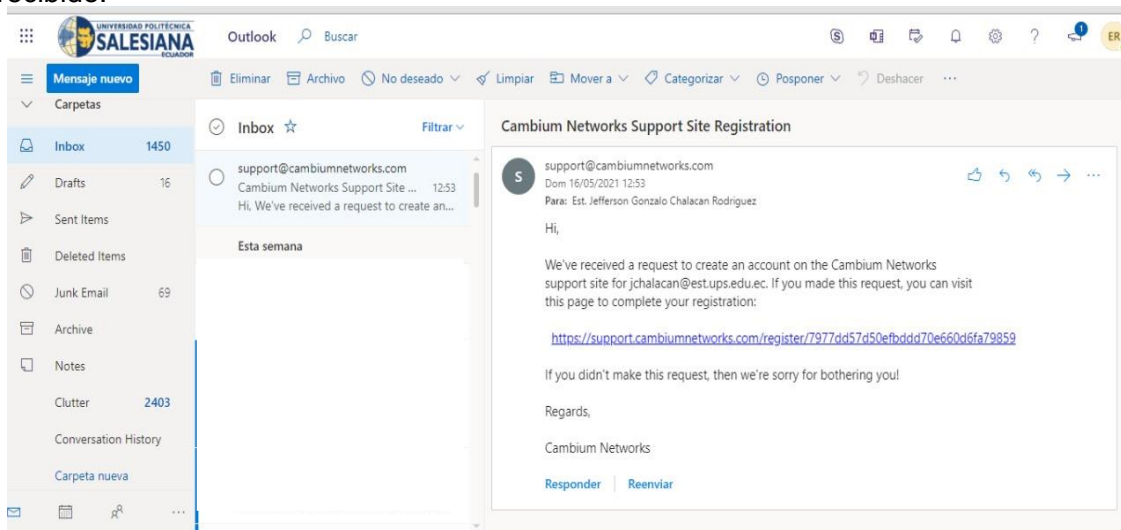 recibido.
UNIVERSIDAD POLITÉCNICA
SALESIANA
ECUADOR
Outlook
Buscar
ER
Mensaje nuevo
Eliminar Archivo No deseado Limpiar Mover a Categorizar Posponer Deshacer ...
Carpetas
Inbox 1450
Drafts 16
Sent Items
Deleted Items
Junk Email 69
Archive
Notes
Clutter 2403
Conversation History
Carpeta nueva
Inbox Filtrar
support@cambiumnetworks.com
Cambium Networks Support Site ... 12:53
Hi, We've received a request to create an...
Esta semana
Cambium Networks Support Site Registration
S
support@cambiumnetworks.com
Dom 16/05/2021 12:53
Para: Est. Jefferson Gonzalo Chalacan Rodriguez
Hi,
We've received a request to create an account on the Cambium Networks
support site for jchalacan@est.ups.edu.ec. If you made this request, you can visit
this page to complete your registration:
https://support.cambiumnetworks.com/register/7977dd57d50efbddd70e660d6fa79859
If you didn't make this request, then we're sorry for bothering you!
Regards,
Cambium Networks
Responder Reenviar